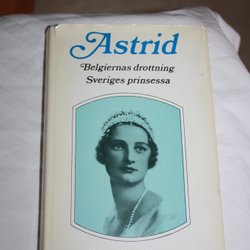 Astrid
Belgiernas drottning
Sveriges prinsessa